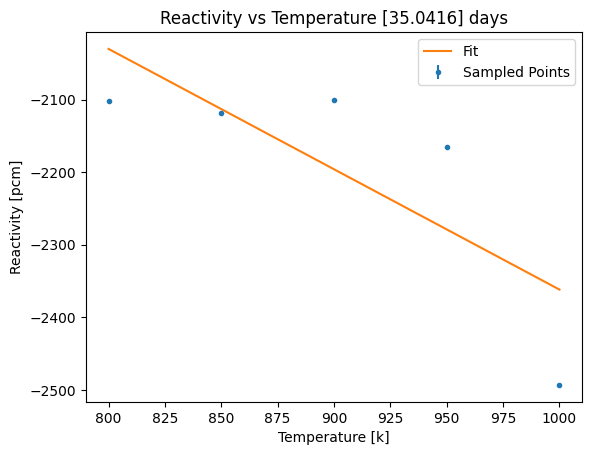 Reactivity vs Temperature [35.0416] days
Fit
Sampled Points
−2100
−2200
−2300
−2400
−2500
Reactivity [pcm]
800 825 850 875 900 925 950 975 1000
Temperature [k]